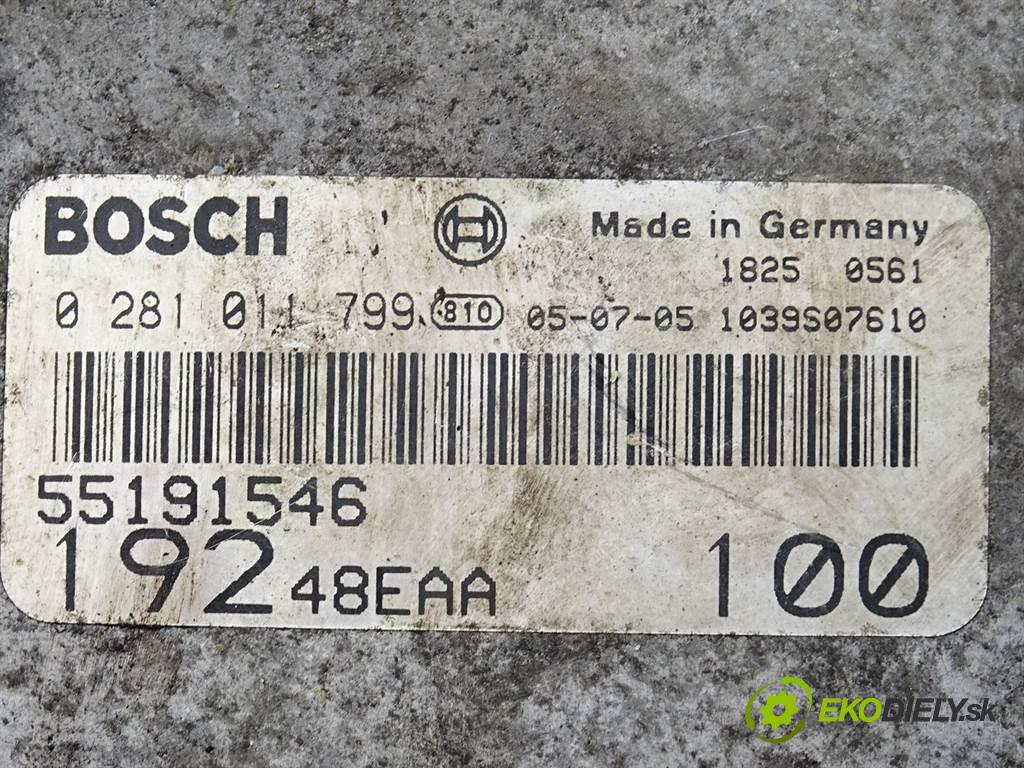 BOSCH Made in Germany
1825 0561
0 281 011 799 810 05-07-05 1039S07610
55191546
192 48EAA 100
EKODIELY.sk